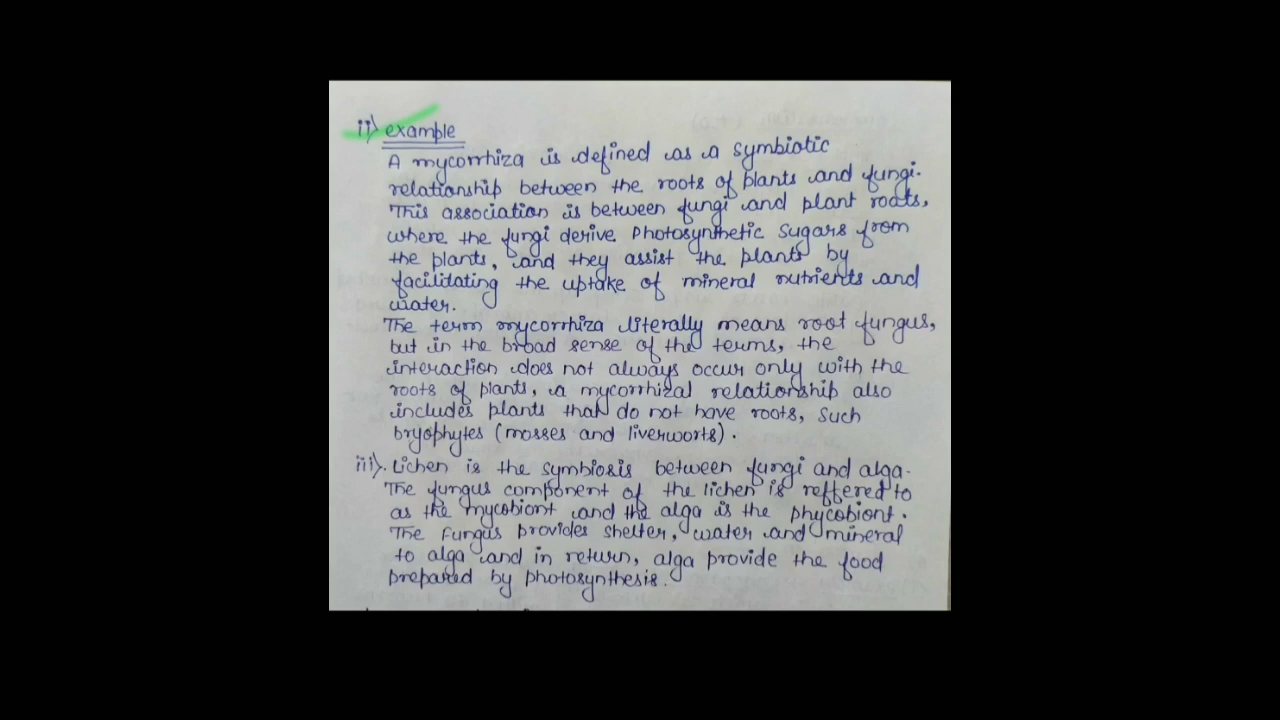 ii) example
A mycorrhiza is defined as a symbiotic
relationship between the roots of plants and fungi.
This association is between fungi and plant roots,
where the fungi derive Photosynthetic Sugars from
the plants, and they assist the plants by
facilitating the uptake of mineral nutrients and
water.
The term mycorrhiza literally means root fungus,
but in the broad sense of the terms, the
interaction does not always occur only with the
roots of plants, a mycorrhizal relationship also
includes plants that do not have roots, such
bryophytes (mosses and liverworts).
iii). Lichen is the symbiosis between fungi and alga.
The fungus component of the lichen is reffered to
as the mycobiont and the alga is the phycobiont.
The Fungus provides shelter, water and mineral
to alga and in return, alga provide the food
prepared by photosynthesis.